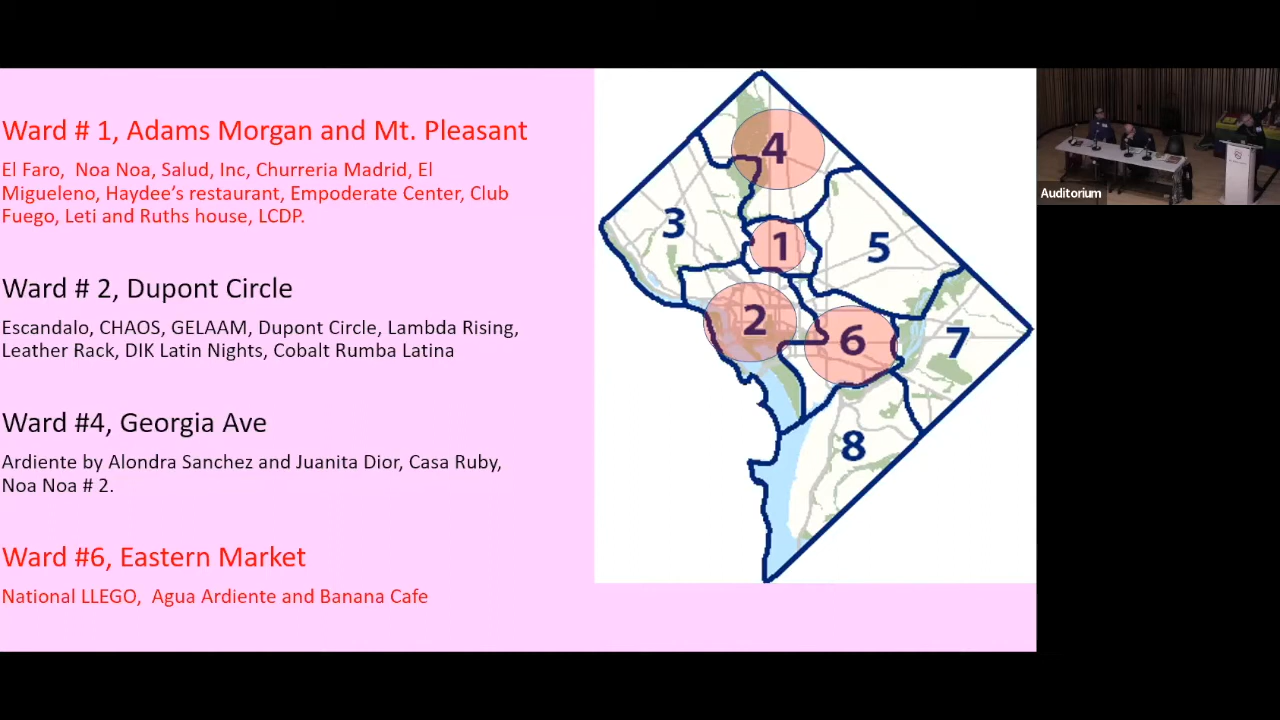 Ward # 1, Adams Morgan and Mt. Pleasant
El Faro,  Noa Noa, Salud, Inc, Churreria Madrid, El
Migueleno, Haydee’s restaurant, Empoderate Center, Club
Fuego, Leti and Ruths house, LCDP.
Ward # 2, Dupont Circle
Escandalo, CHAOS, GELAAM, Dupont Circle, Lambda Rising,
Leather Rack, DIK Latin Nights, Cobalt Rumba Latina
Ward #4, Georgia Ave
Ardiente by Alondra Sanchez and Juanita Dior, Casa Ruby,
Noa Noa # 2.
Ward #6, Eastern Market
National LLEGO,  Agua Ardiente and Banana Cafe
4
3
1
5
2
6
7
8
Auditorium